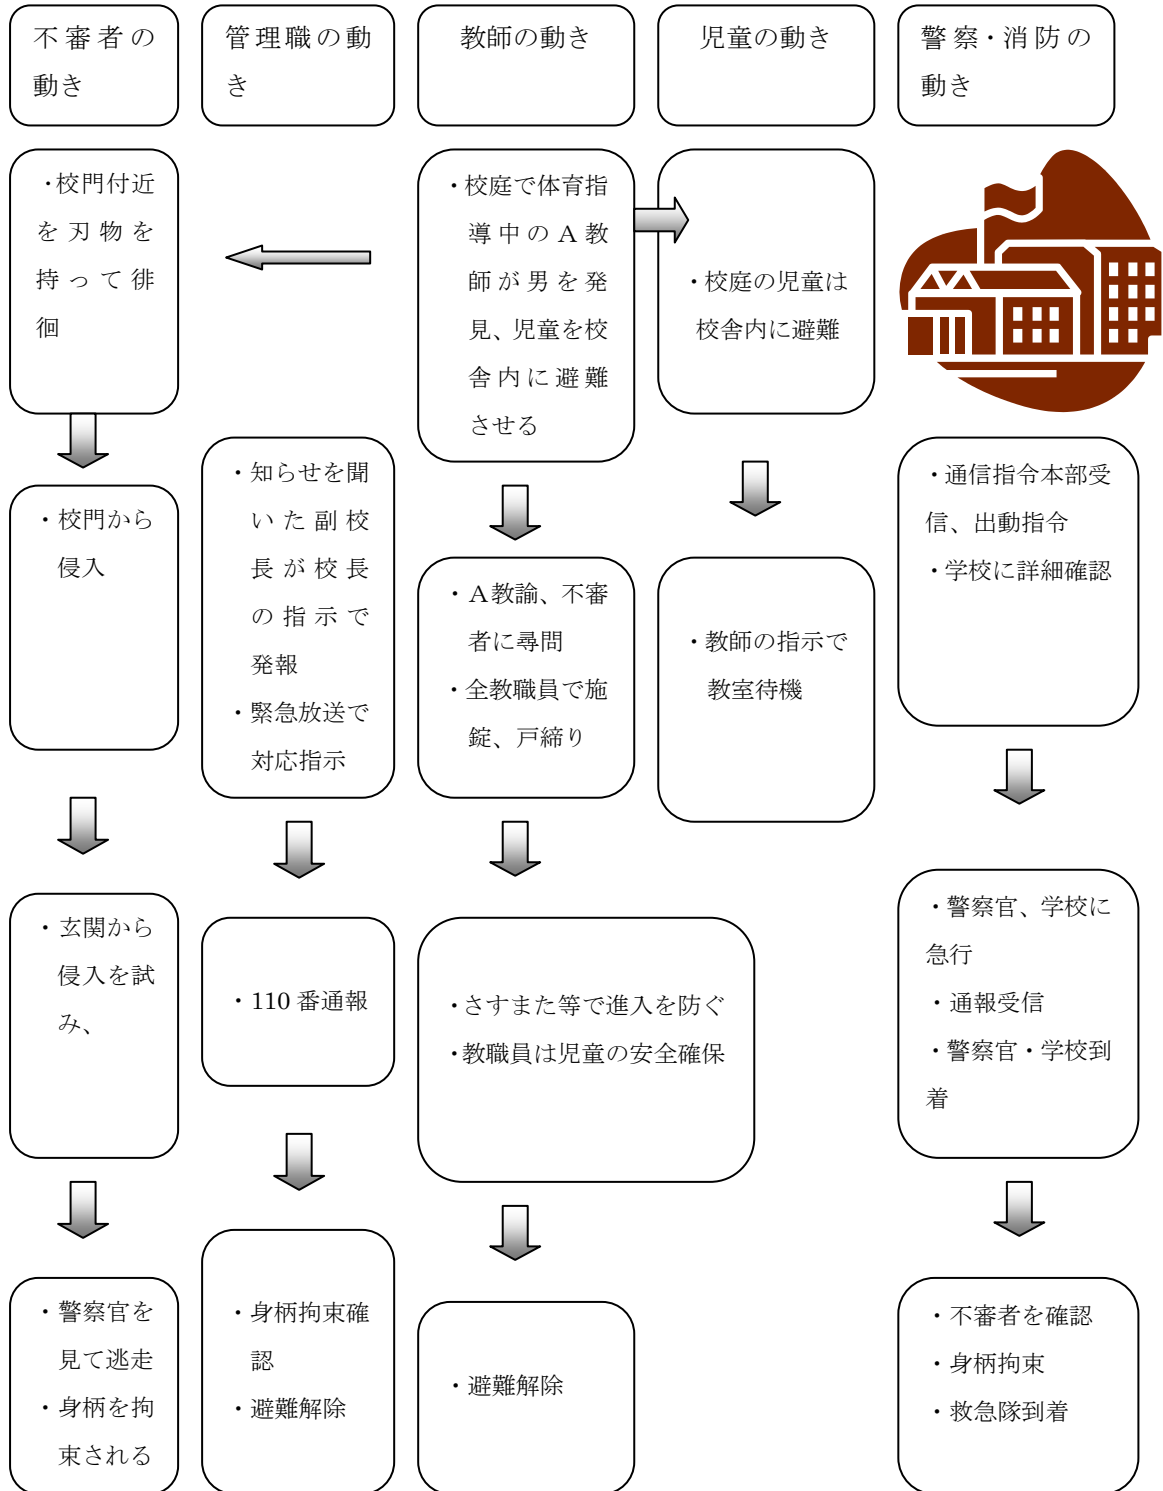 不審者の
動き
管理職の動
き
教師の動き
児童の動き
警察・消防の
動き
・校門付近
を刃物を
持って徘
徊
・校庭で体育指
導中のＡ教
師が男を発
見、児童を校
舎内に避難
させる
・校庭の児童は
校舎内に避難
・知らせを聞
いた副校
長が校長
の指示で
発報
・緊急放送で
対応指示
・通信指令本部受
信、出動指令
・学校に詳細確認
・校門から
侵入
・Ａ教諭、不審
者に尋問
・全教職員で施
錠、戸締り
・教師の指示で
教室待機
・玄関から
侵入を試
み、
・110 番通報
・さすまた等で進入を防ぐ
・教職員は児童の安全確保
・警察官、学校に
急行
・通報受信
・警察官・学校到
着
・警察官を
見て逃走
・身柄を拘
束される
・身柄拘束確
認
・避難解除
・避難解除
・不審者を確認
・身柄拘束
・救急隊到着